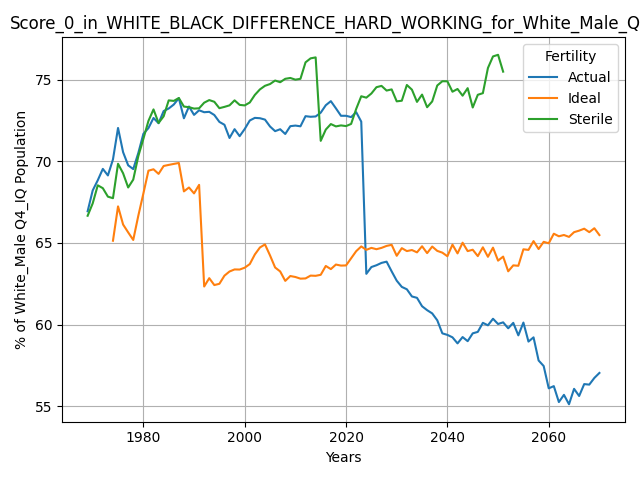 Score_0_in_WHITE_BLACK_DIFFERENCE_HARD_WORKING_for_White_Male_Q
Fertility
Actual
Ideal
Sterile
% of White_Male Q4_IQ Population
75
70
65
60
55
1980
2000
2020
2040
2060
Years